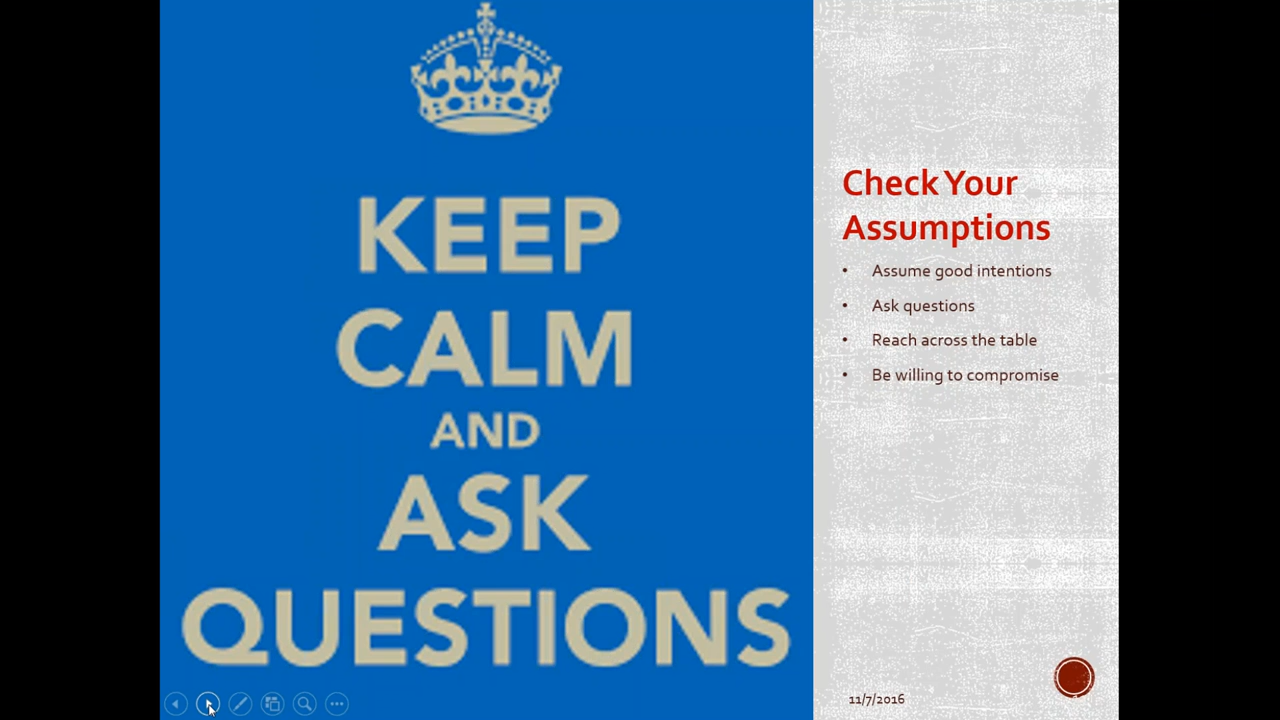 KEEP
CALM
AND
ASK
QUESTIONS
Check Your
Assumptions
• Assume good intentions
• Ask questions
• Reach across the table
• Be willing to compromise
11/7/2016